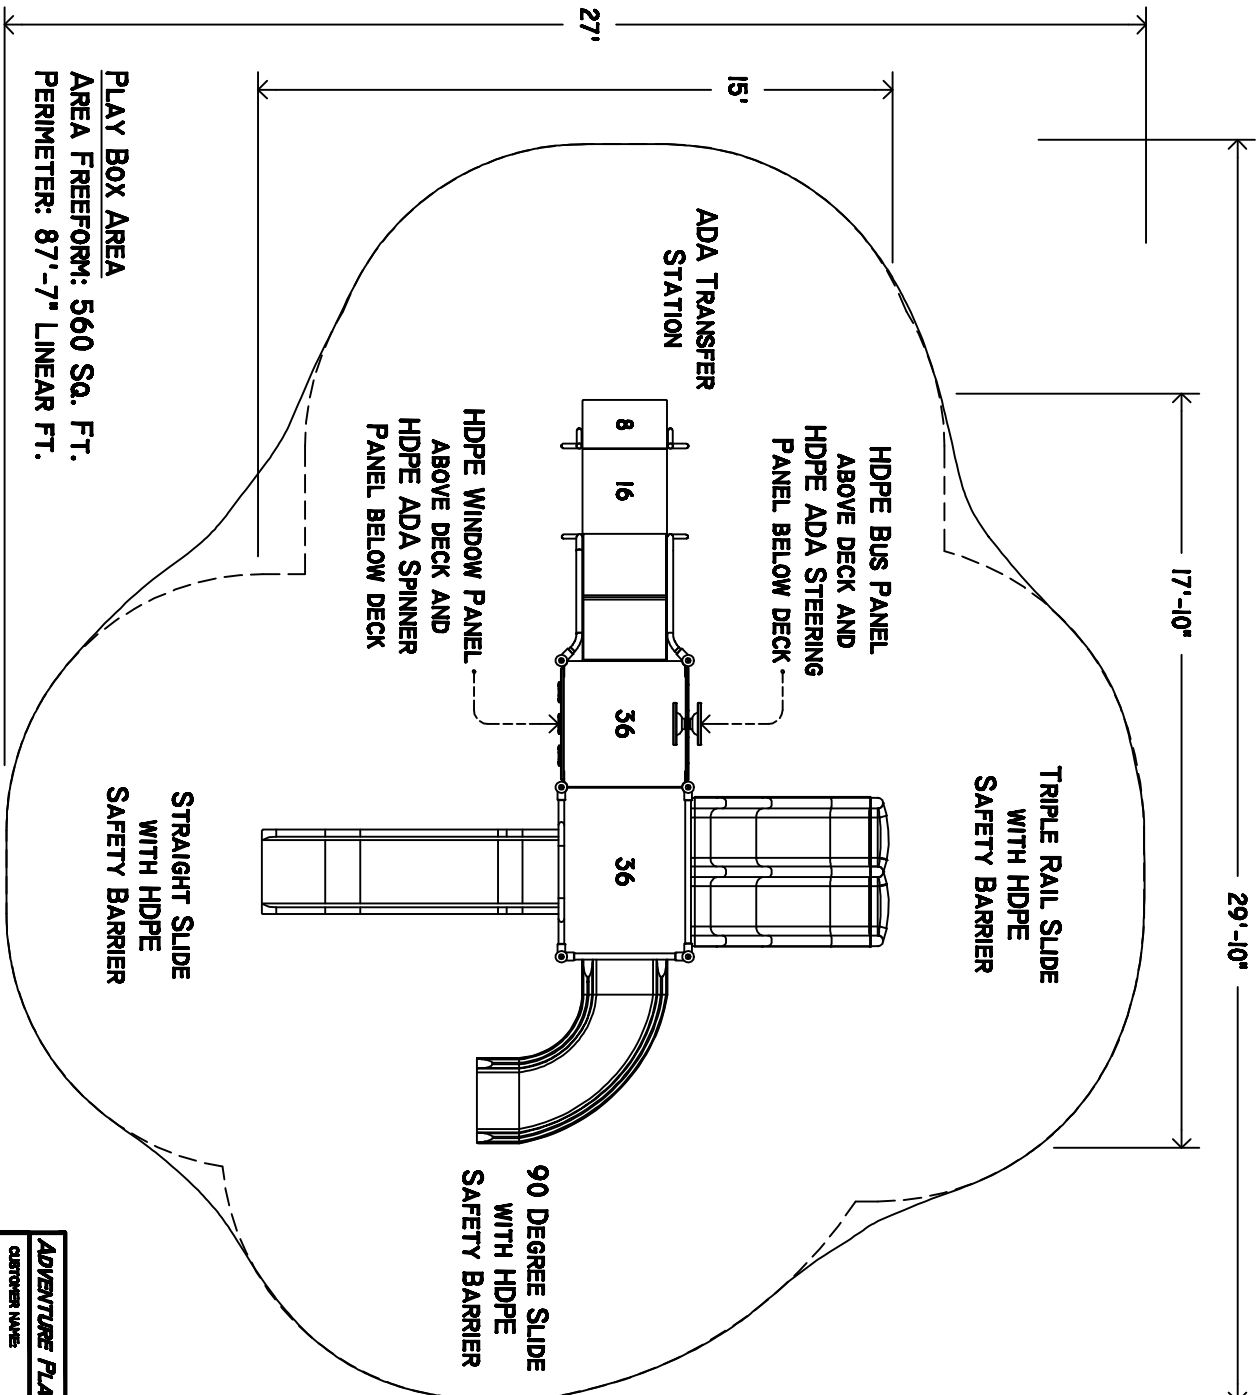 29'-10"
17'-10"
27'
15'
TRIPLE RAIL SLIDE
WITH HDPE
SAFETY BARRIER
HDPE BUS PANEL
ABOVE DECK AND
HDPE ADA STEERING
PANEL BELOW DECK
ADA TRANSFER
STATION
8
16
36
36
90 DEGREE SLIDE
WITH HDPE
SAFETY BARRIER
HDPE WINDOW PANEL
ABOVE DECK AND
HDPE ADA SPINNER
PANEL BELOW DECK
STRAIGHT SLIDE
WITH HDPE
SAFETY BARRIER
PLAY BOX AREA
AREA FREEFORM: 560 SQ. FT.
PERIMETER: 87'-7" LINEAR FT.
ADVENTURE PLA
CUSTOMER NAME: